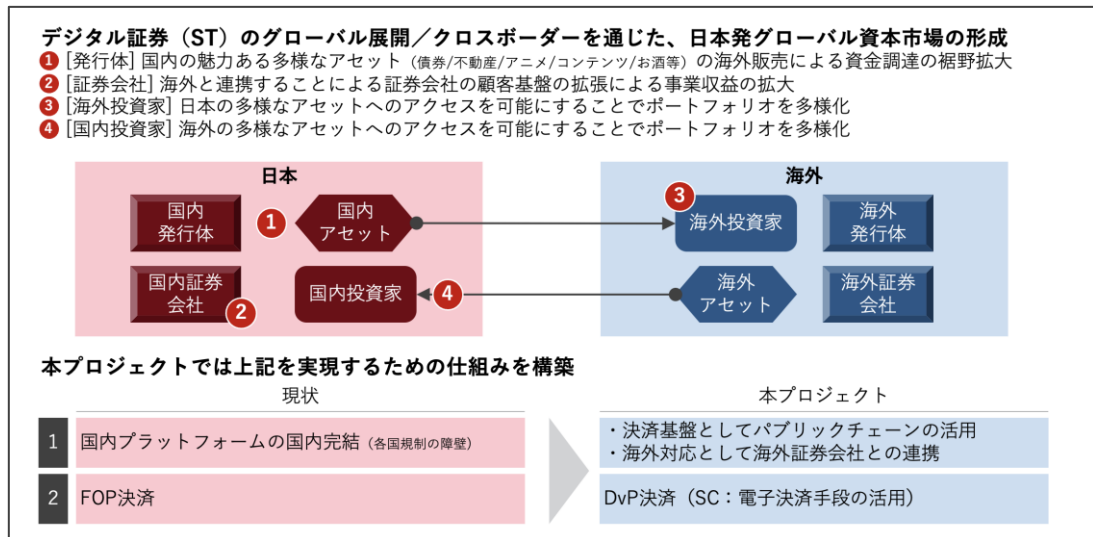 デジタル証券（ST）のグローバル展開／クロスボーダーを通じた、日本発グローバル資本市場の形成
1 [発行体] 国内の魅力ある多様なアセット（債券/不動産/アニメ/コンテンツ/お酒等）の海外販売による資金調達の裾野拡大
2 [証券会社] 海外と連携することによる証券会社の顧客基盤の拡張による事業収益の拡大
3 [海外投資家] 日本の多様なアセットへのアクセスを可能にすることでポートフォリオを多様化
4 [国内投資家] 海外の多様なアセットへのアクセスを可能にすることでポートフォリオを多様化
日本
国内
発行体
1
国内
アセット
国内証券
会社
2
国内投資家
4
海外
3
海外投資家
海外
発行体
海外
アセット
海外証券
会社
本プロジェクトでは上記を実現するための仕組みを構築
現状
本プロジェクト
1
国内プラットフォームの国内完結（各国規制の障壁）
・決済基盤としてパブリックチェーンの活用
・海外対応として海外証券会社との連携
2
FOP決済
DvP決済（SC：電子決済手段の活用）